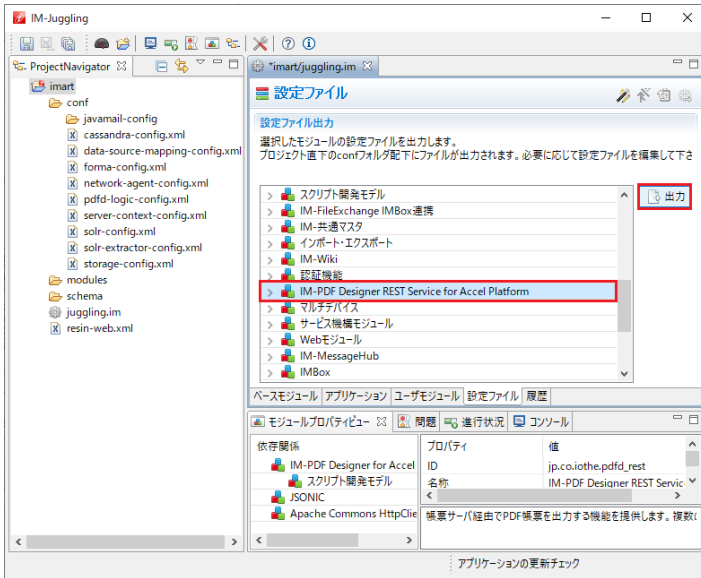 IM-Juggling
ProjectNavigator
imart
conf
javamail-config
cassandra-config.xml
data-source-mapping-config.xml
forma-config.xml
network-agent-config.xml
pdfd-logic-config.xml
server-context-config.xml
solr-config.xml
solr-extractor-config.xml
storage-config.xml
modules
schema
juggling.im
resin-web.xml
*imart/juggling.im
設定ファイル
設定ファイル出力
選択したモジュールの設定ファイルを出力します。
プロジェクト直下のconfフォルダ配下にファイルが出力されます。必要に応じて設定ファイルを編集して下さ
スクリプト開発モデル
IM-FileExchange IMBox連携
IM-共通マスタ
インポート・エクスポート
IM-Wiki
認証機能
IM-PDF Designer REST Service for Accel Platform
マルチデバイス
サービス機構モジュール
Webモジュール
IM-MessageHub
IMBox
出力
ベースモジュール アプリケーション ユーザモジュール 設定ファイル 履歴
モジュールプロパティビュー 問題 進行状況 コンソール
依存関係
IM-PDF Designer for Accel
スクリプト開発モデル
JSONIC
Apache Commons HttpClie
プロパティ 値
ID jp.co.iothe.pdfd_rest
名称 IM-PDF Designer REST Servic
帳票サーバ経由でPDF帳票を出力する機能を提供します。複数の
アプリケーションの更新チェック